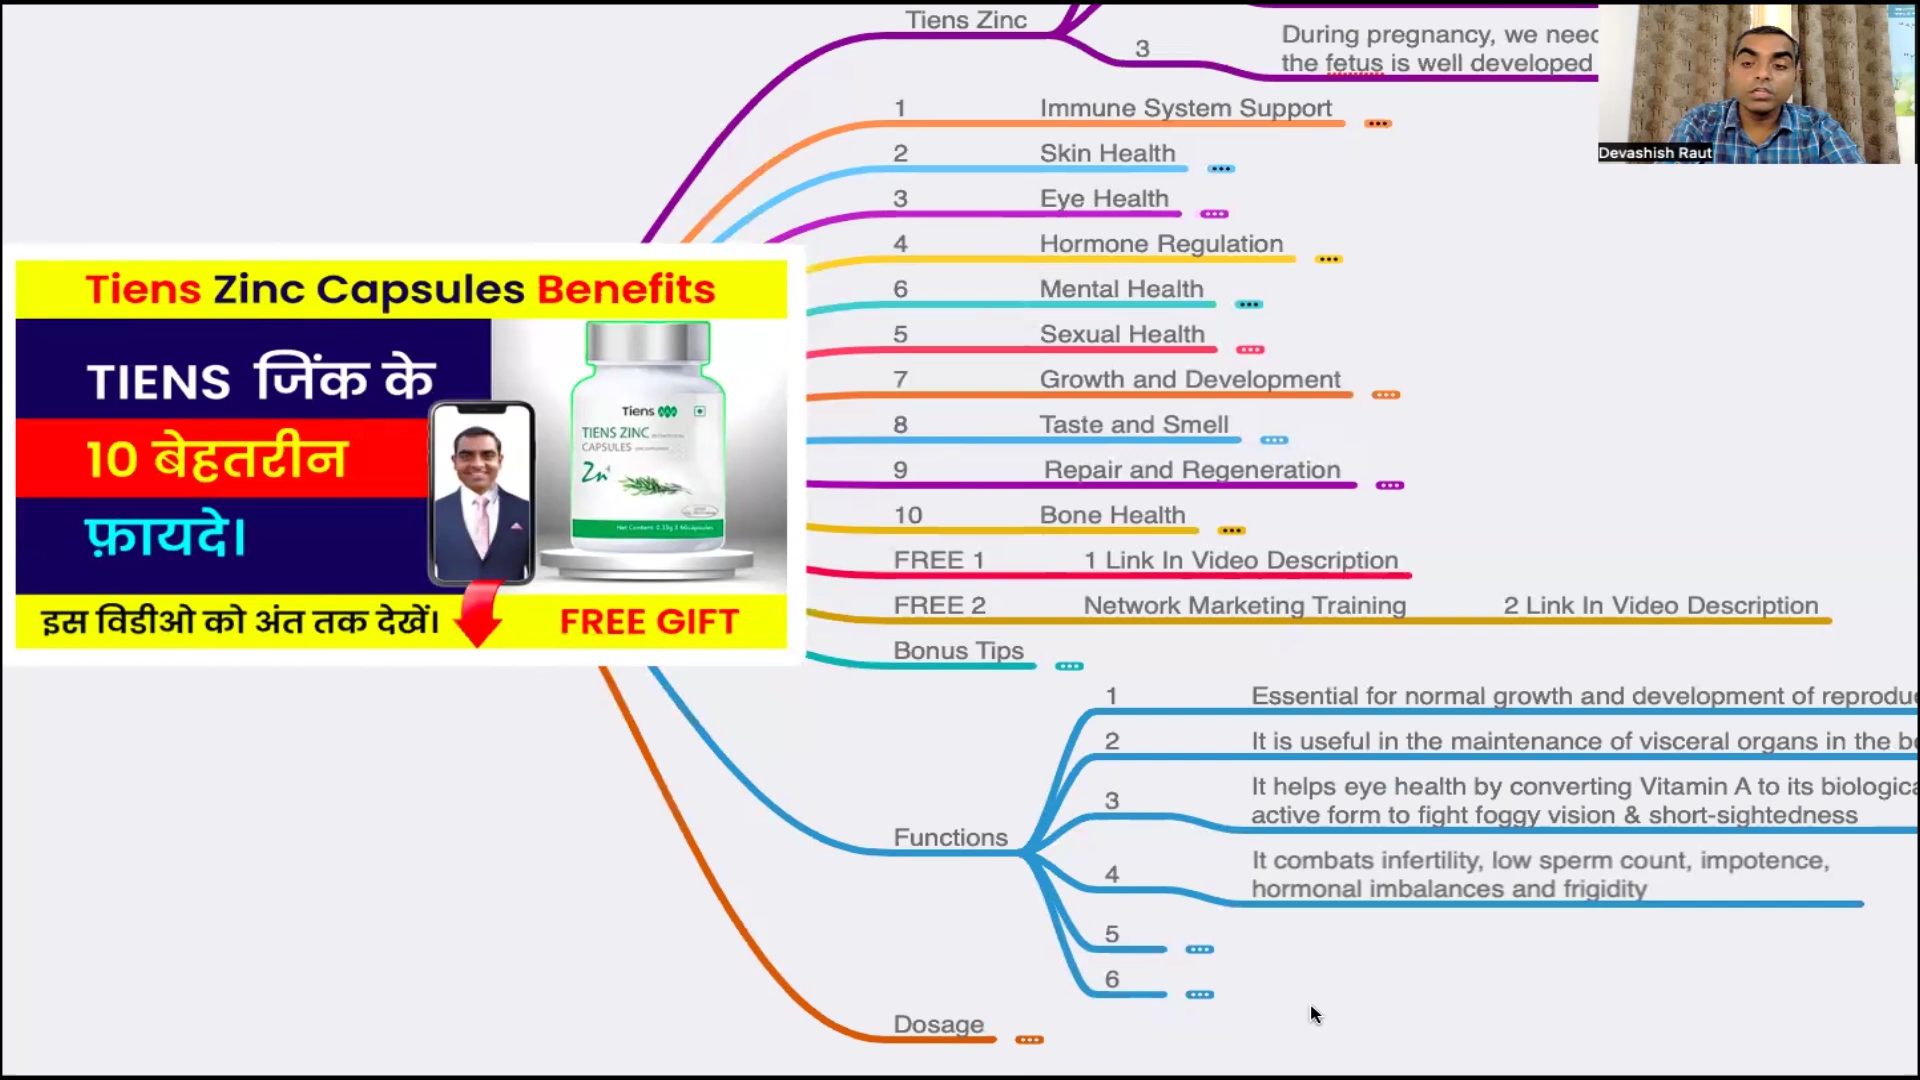 Tiens Zinc
3
During pregnancy, we need
the fetus is well developed
Devashish Raut
1 Immune System Support
2 Skin Health
3 Eye Health
4 Hormone Regulation
6 Mental Health
5 Sexual Health
7 Growth and Development
8 Taste and Smell
9 Repair and Regeneration
10 Bone Health
FREE 1 1 Link In Video Description
FREE 2 Network Marketing Training 2 Link In Video Description
Bonus Tips
Functions
1 Essential for normal growth and development of reprodu
2 It is useful in the maintenance of visceral organs in the b
3 It helps eye health by converting Vitamin A to its biologica
active form to fight foggy vision & short-sightedness
4 It combats infertility, low sperm count, impotence,
hormonal imbalances and frigidity
5
6
Dosage
Tiens Zinc Capsules Benefits
TIENS जिंक के
10 बेहतरीन
फ़ायदे।
Tiens
TIENS ZINC
CAPSULES
Zn
Net Content: 0.35g X 60capsules
इस विडीओ को अंत तक देखें।
FREE GIFT